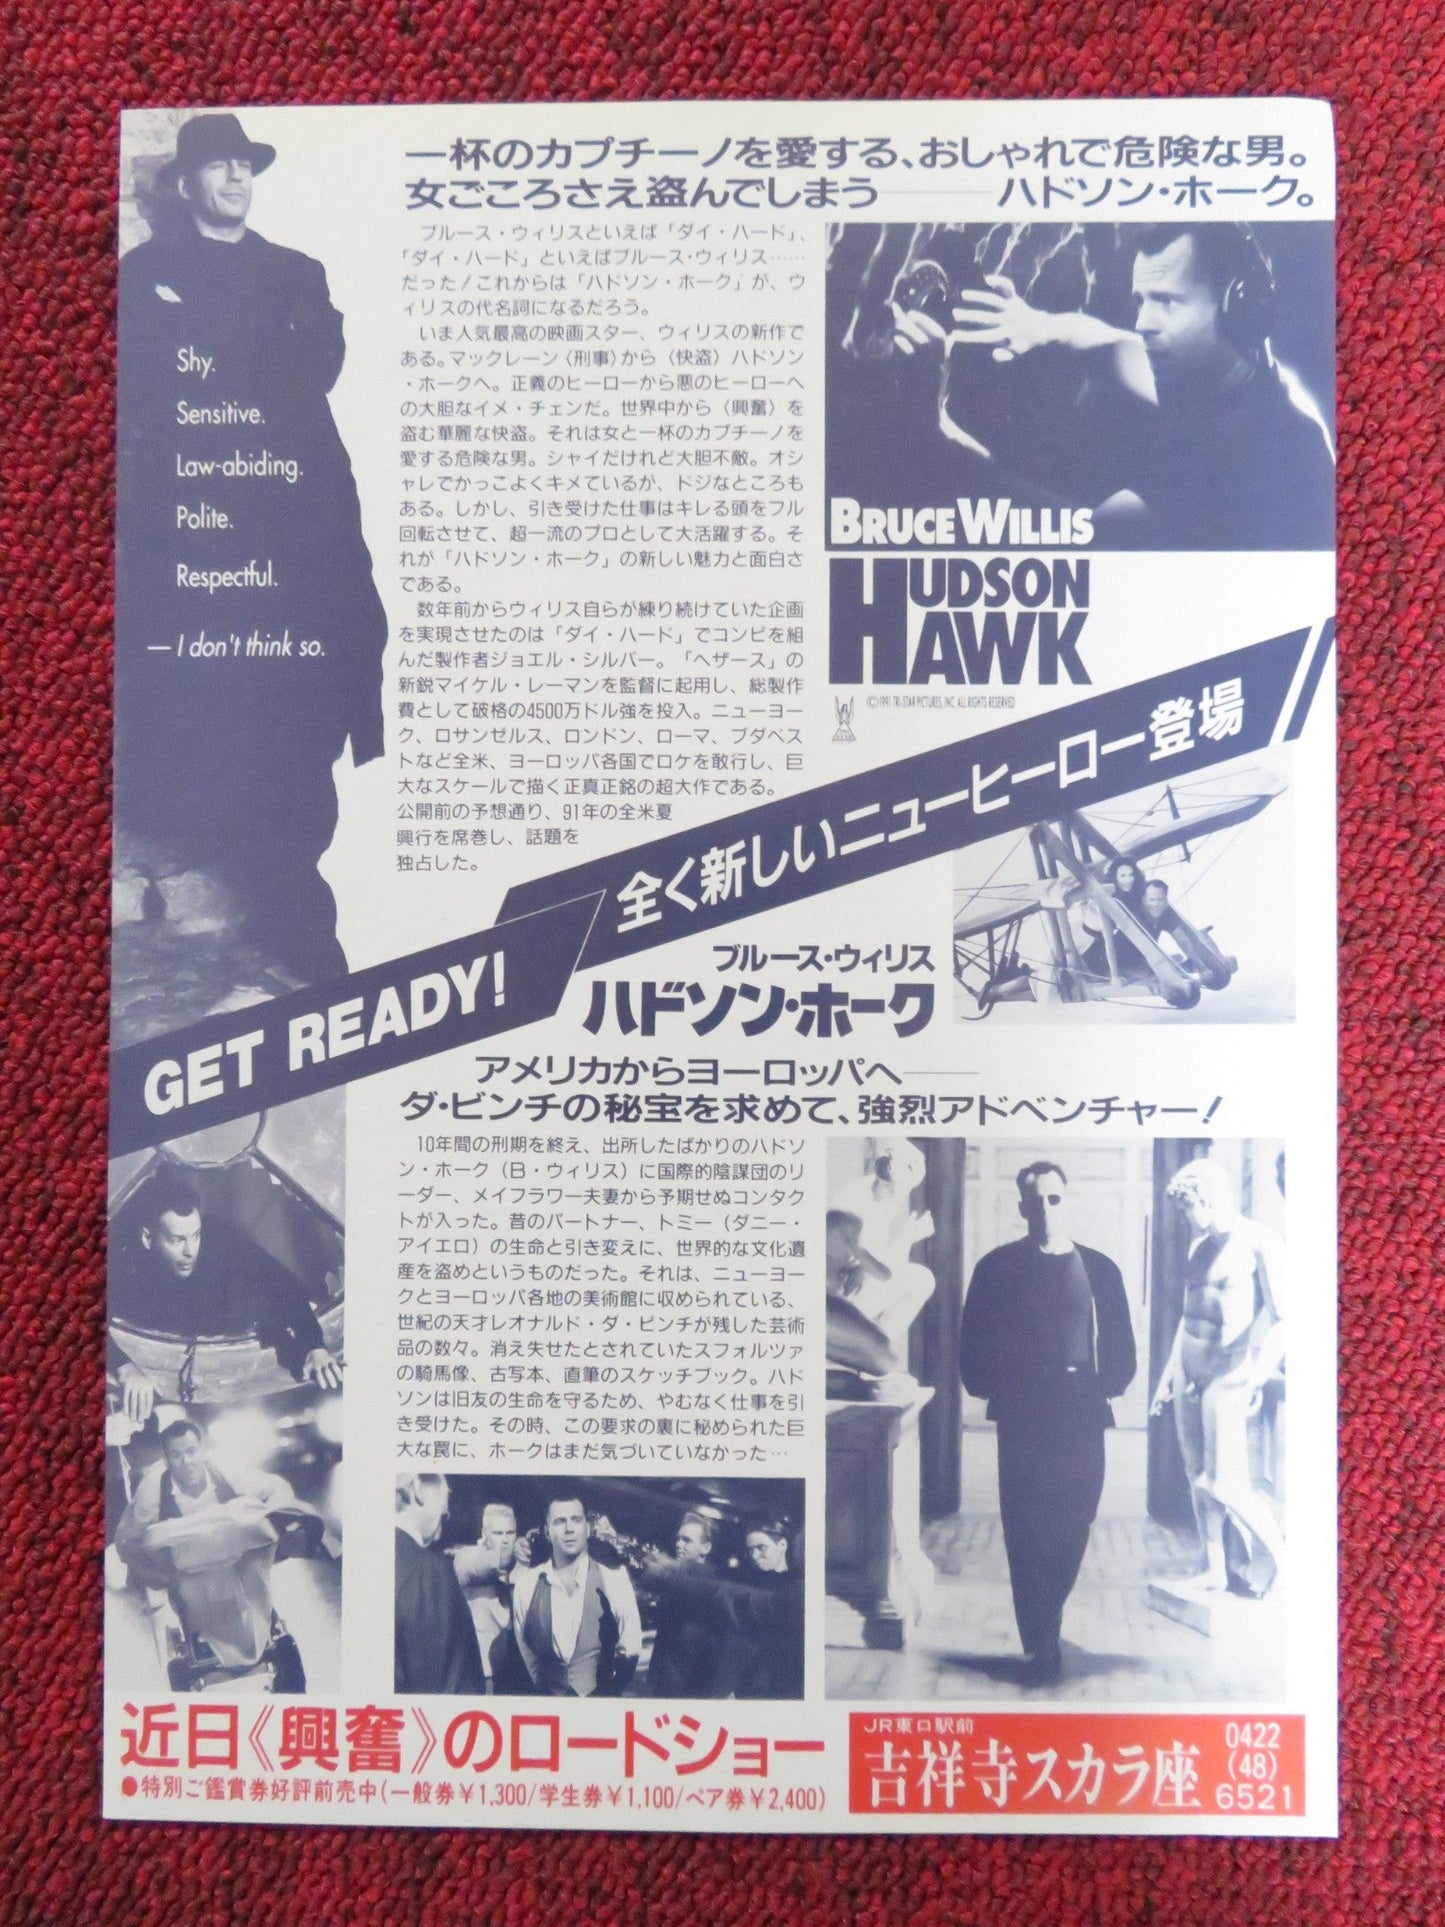 一杯のカプチーノを愛する、おしゃれで危険な男。
女ごころさえ盗んでしまう――ハドソン・ホーク。
Shy.
Sensitive.
Law-abiding.
Polite.
Respectful.
— I don't think so.
ブルース・ウィリスといえば「ダイ・ハード」、
「ダイ・ハード」といえばブルース・ウィリス……
だった！これからは「ハドソン・ホーク」が、ウ
ィリスの代名詞になるだろう。
いま人気最高の映画スター、ウィリスの新作で
ある。マックレーン〈刑事〉から〈快盗〉ハドソン
・ホークへ。正義のヒーローから悪のヒーローへ
の大胆なイメ・チェンだ。世界中から〈興奮〉を
盗む華麗な快盗。それは女と一杯のカプチーノを
愛する危険な男。シャイだけれど大胆不敵。オシ
ャレでかっこよくキメているが、ドジなところも
ある。しかし、引き受けた仕事はキレる頭をフル
回転させて、超一流のプロとして大活躍する。そ
れが「ハドソン・ホーク」の新しい魅力と面白さ
である。
数年前からウィリス自らが練り続けていた企画
を実現させたのは「ダイ・ハード」でコンビを組
んだ製作者ジョエル・シルバー。「ヘザース」の
新鋭マイケル・レーマンを監督に起用し、総製作
費として破格の4500万ドル強を投入。ニューヨー
ク、ロサンゼルス、ロンドン、ローマ、ブダペス
トなど全米、ヨーロッパ各国でロケを敢行し、巨
大なスケールで描く正真正銘の超大作である。
公開前の予想通り、91年の全米夏
興行を席巻し、話題を
独占した。
BRUCE WILLIS
HUDSON
HAWK
©1991 TRI-STAR PICTURES, INC. ALL RIGHTS RESERVED
GET READY! 全く新しいニューヒーロー登場
ブルース・ウィリス
ハドソン・ホーク
アメリカからヨーロッパへ――
ダ・ビンチの秘宝を求めて、強烈アドベンチャー！
10年間の刑期を終え、出所したばかりのハドソ
ン・ホーク（B・ウィリス）に国際的陰謀団のリ
ーダー、メイフラワー夫妻から予期せぬコンタク
トが入った。昔のパートナー、トミー（ダニー・
アイエロ）の生命と引き変えに、世界的な文化遺
産を盗めというものだった。それは、ニューヨー
クとヨーロッパ各地の美術館に収められている、
世紀の天才レオナルド・ダ・ビンチが残した芸術
品の数々。消え失せたとされていたスフォルツァ
の騎馬像、古写本、直筆のスケッチブック。ハド
ソンは旧友の生命を守るため、やむなく仕事を引
き受けた。その時、この要求の裏に秘められた巨
大な罠に、ホークはまだ気づいていなかった…
近日《興奮》のロードショー
●特別ご鑑賞券好評前売中(一般券￥1,300/学生券￥1,100/ペア券￥2,400)
JR東口駅前
吉祥寺スカラ座
0422
(48)
6521